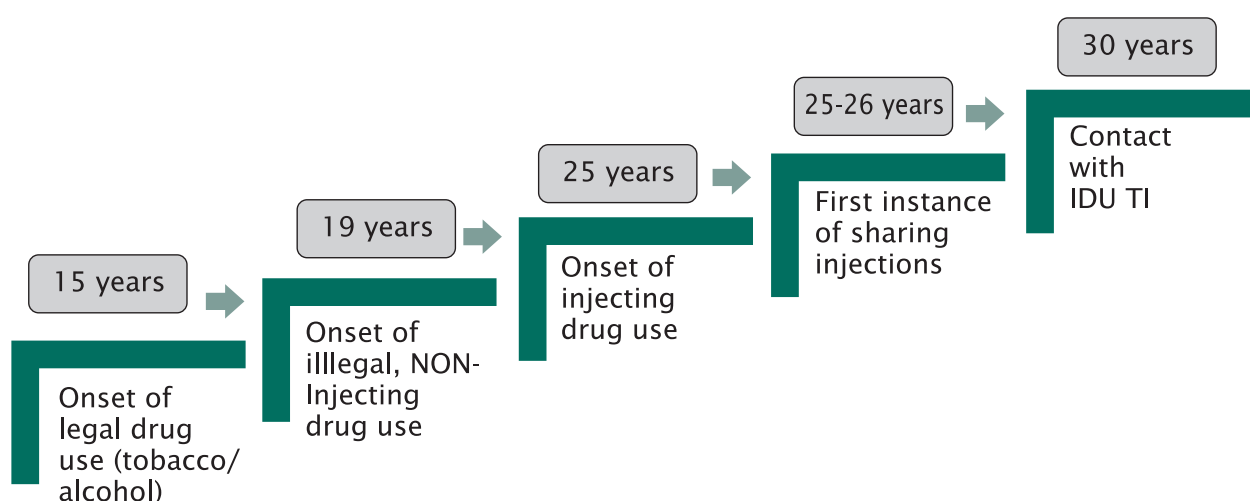 15 years
Onset of
legal drug
use (tobacco/
alcohol)
19 years
Onset of
illlegal, NON-
Injecting
drug use
25 years
Onset of
injecting
drug use
25-26 years
First instance
of sharing
injections
30 years
Contact
with
IDU TI